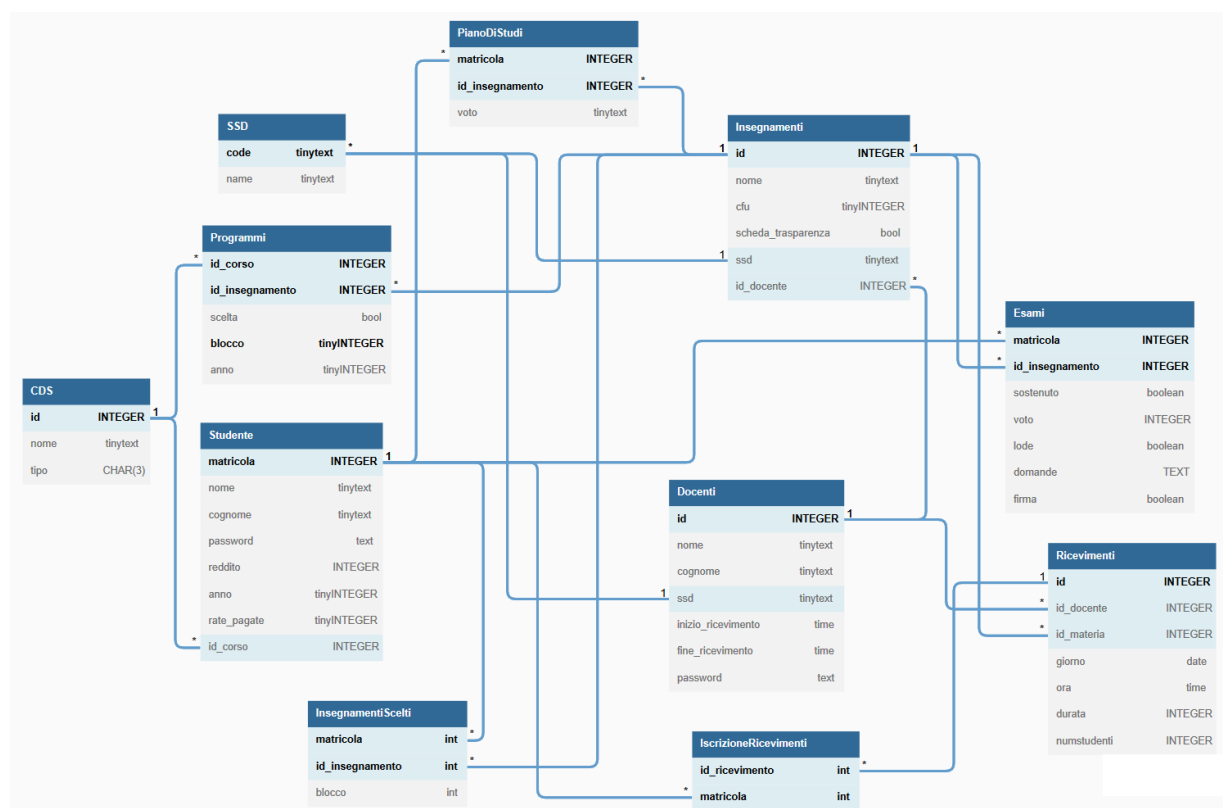 PianoDiStudi
matricola INTEGER
id_insegnamento INTEGER
voto tinytext
SSD
code tinytext
name tinytext
Insegnamenti
id INTEGER
nome tinytext
cfu tinyINTEGER
scheda_trasparenza bool
ssd tinytext
id_docente INTEGER
Programmi
id_corso INTEGER
id_insegnamento INTEGER
scelta bool
blocco tinyINTEGER
anno tinyINTEGER
Esami
matricola INTEGER
id_insegnamento INTEGER
sostenuto boolean
voto INTEGER
lode boolean
domande TEXT
firma boolean
CDS
id INTEGER
nome tinytext
tipo CHAR(3)
Studente
matricola INTEGER
nome tinytext
cognome tinytext
password text
reddito INTEGER
anno tinyINTEGER
rate_pagate tinyINTEGER
id_corso INTEGER
Docenti
id INTEGER
nome tinytext
cognome tinytext
ssd tinytext
inizio_ricevimento time
fine_ricevimento time
password text
Ricevimenti
id INTEGER
id_docente INTEGER
id_materia INTEGER
giorno date
ora time
durata INTEGER
numstudenti INTEGER
InsegnamentiScelti
matricola int
id_insegnamento int
blocco int
IscrizioneRicevimenti
id_ricevimento int
matricola int